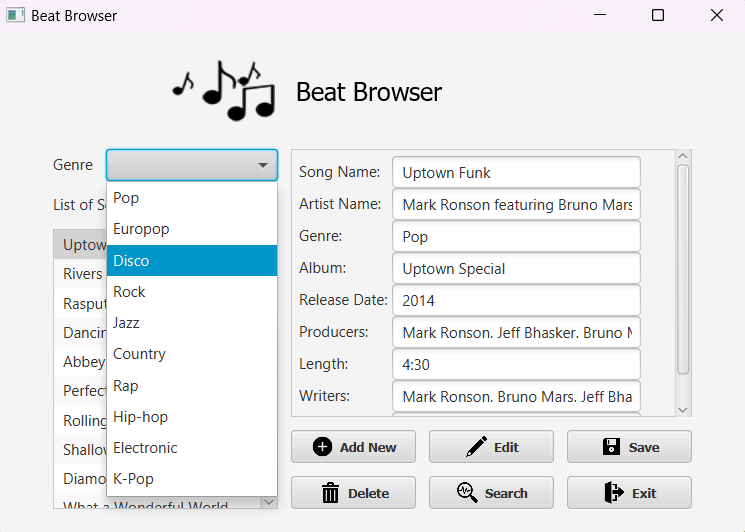 Beat Browser
Beat Browser
Genre
List of S
Pop
Europop
Disco
Rock
Jazz
Country
Rap
Hip-hop
Electronic
K-Pop
Uptow
Rivers
Rasput
Dancin
Abbey
Perfec
Rolling
Shallov
Diamo
What a Wonderful World
Song Name: Uptown Funk
Artist Name: Mark Ronson featuring Bruno Mars
Genre: Pop
Album: Uptown Special
Release Date: 2014
Producers: Mark Ronson. Jeff Bhasker. Bruno M
Length: 4:30
Writers: Mark Ronson. Bruno Mars. Jeff Bha
Add New
Edit
Save
Delete
Search
Exit